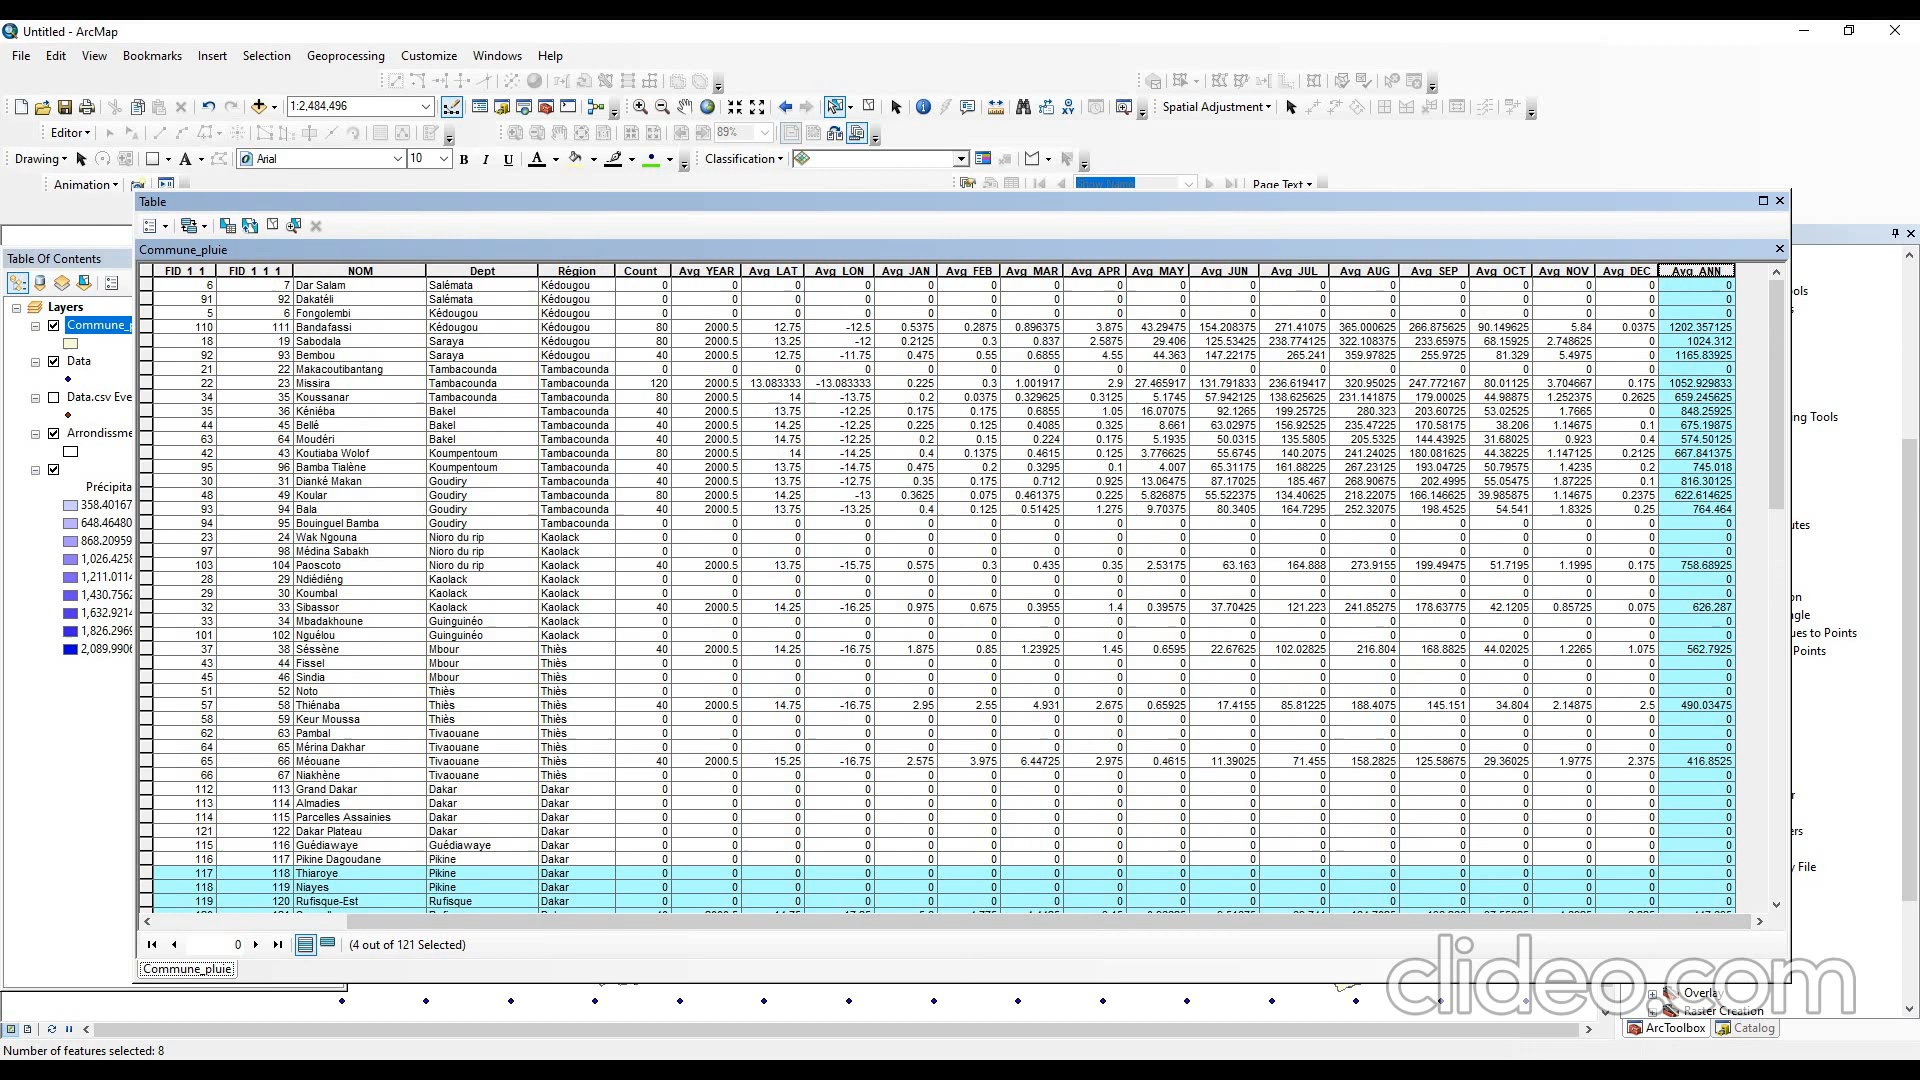 Untitled - ArcMap
File Edit View Bookmarks Insert Selection Geoprocessing Customize Windows Help
1:2,484,496 Spatial Adjustment
Editor 89%
Drawing A Arial 10 B I U A Classification
Animation Page Text
Table
Commune_pluie
Table Of Contents
Layers
Commune_p
Data
Data.csv Eve
Arrondisseme
Précipita
358.40167
648.46480
868.20959
1,026.4258
1,211.0114
1,430.7562
1,632.9214
1,826.2969
2,089.9906
FID_1_1 FID_1_1_1 NOM Dept Région Count Avg_YEAR Avg_LAT Avg_LON Avg_JAN Avg_FEB Avg_MAR Avg_APR Avg_MAY Avg_JUN Avg_JUL Avg_AUG Avg_SEP Avg_OCT Avg_NOV Avg_DEC Avg_ANN
6 7 Dar Salam Salémata Kédougou 0 0 0 0 0 0 0 0 0 0 0 0 0 0 0 0 0
91 92 Dakatéli Salémata Kédougou 0 0 0 0 0 0 0 0 0 0 0 0 0 0 0 0 0
5 6 Fongolembi Kédougou Kédougou 0 0 0 0 0 0 0 0 0 0 0 0 0 0 0 0 0
110 111 Bandafassi Kédougou Kédougou 80 2000.5 12.75 -12.5 0.5375 0.2875 0.896375 3.875 43.29475 154.208375 271.41075 365.000625 266.875625 90.149625 5.84 0.0375 1202.357125
18 19 Sabodala Saraya Kédougou 80 2000.5 13.25 -12 0.2125 0.3 0.837 2.5875 29.406 125.53425 238.774125 322.108375 233.65975 68.15925 2.748625 0 1024.312
92 93 Bembou Saraya Kédougou 40 2000.5 12.75 -11.75 0.475 0.55 0.6855 4.55 44.363 147.22175 265.241 359.97825 255.9725 81.329 5.4975 0 1165.83925
21 22 Makacoutibantang Tambacounda Tambacounda 0 0 0 0 0 0 0 0 0 0 0 0 0 0 0 0 0
22 23 Missira Tambacounda Tambacounda 120 2000.5 13.083333 -13.083333 0.225 0.3 1.001917 2.9 27.465917 131.791833 236.619417 320.95025 247.772167 80.01125 3.704667 0.175 1052.929833
34 35 Koussanar Tambacounda Tambacounda 80 2000.5 14 -13.75 0.2 0.0375 0.329625 0.3125 5.1745 57.942125 138.625625 231.141875 179.00025 44.98875 1.252375 0.2625 659.245625
35 36 Kéniéba Bakel Tambacounda 40 2000.5 13.75 -12.25 0.175 0.175 0.6855 1.05 16.07075 92.1265 199.25725 280.323 203.60725 53.02525 1.7665 0 848.25925
44 45 Bellé Bakel Tambacounda 40 2000.5 14.25 -12.25 0.225 0.125 0.4085 0.325 8.661 63.02975 156.92525 235.47225 170.58175 38.206 1.14675 0.1 675.19875
63 64 Moudéri Bakel Tambacounda 40 2000.5 14.75 -12.25 0.2 0.15 0.224 0.175 5.1935 50.0315 135.5805 205.5325 144.43925 31.68025 0.923 0.4 574.50125
42 43 Koutiaba Wolof Koumpentoum Tambacounda 80 2000.5 14 -14.75 0.4 0.1375 0.4615 0.125 3.776625 55.6745 140.2075 241.24025 180.081625 44.38225 1.147125 0.2125 667.841375
95 96 Bamba Tialène Koumpentoum Tambacounda 40 2000.5 13.75 -14.25 0.475 0.2 0.3295 0.1 4.007 65.31175 161.88225 267.23125 193.04725 50.79575 1.4235 0.2 745.018
30 31 Dianké Makan Goudiry Tambacounda 40 2000.5 13.75 -12.75 0.35 0.175 0.712 0.925 13.06475 87.17025 185.467 268.90675 202.4995 55.05475 1.87225 0.1 816.30125
48 49 Koular Goudiry Tambacounda 80 2000.5 14.25 -13 0.3625 0.075 0.461375 0.225 5.826875 55.522375 134.40625 218.22075 166.146625 39.985875 1.14675 0.2375 622.614625
93 94 Bala Goudiry Tambacounda 40 2000.5 13.75 -13.25 0.4 0.125 0.51425 1.275 9.70375 80.3405 164.7295 252.32075 198.4525 54.541 1.8325 0.25 764.464
94 95 Bouinguel Bamba Goudiry Tambacounda 0 0 0 0 0 0 0 0 0 0 0 0 0 0 0 0 0
23 24 Wak Ngouna Nioro du rip Kaolack 0 0 0 0 0 0 0 0 0 0 0 0 0 0 0 0 0
97 98 Médina Sabakh Nioro du rip Kaolack 0 0 0 0 0 0 0 0 0 0 0 0 0 0 0 0 0
103 104 Paoscoto Nioro du rip Kaolack 40 2000.5 13.75 -15.75 0.575 0.3 0.435 0.35 2.53175 63.163 164.888 273.9155 199.49475 51.7195 1.1995 0.175 758.68925
28 29 Ndiédiéng Kaolack Kaolack 0 0 0 0 0 0 0 0 0 0 0 0 0 0 0 0 0
29 30 Koumbal Kaolack Kaolack 0 0 0 0 0 0 0 0 0 0 0 0 0 0 0 0 0
32 33 Sibassor Kaolack Kaolack 40 2000.5 14.25 -16.25 0.975 0.675 0.3955 1.4 0.39575 37.70425 121.223 241.85275 178.63775 42.1205 0.85725 0.075 626.287
33 34 Mbadakhoune Guinguinéo Kaolack 0 0 0 0 0 0 0 0 0 0 0 0 0 0 0 0 0
101 102 Nguélou Guinguinéo Kaolack 0 0 0 0 0 0 0 0 0 0 0 0 0 0 0 0 0
37 38 Séssène Mbour Thiès 40 2000.5 14.25 -16.75 1.875 0.85 1.23925 1.45 0.6595 22.67625 102.02825 216.804 168.8825 44.02025 1.2265 1.075 562.7925
43 44 Fissel Mbour Thiès 0 0 0 0 0 0 0 0 0 0 0 0 0 0 0 0 0
45 46 Sindia Mbour Thiès 0 0 0 0 0 0 0 0 0 0 0 0 0 0 0 0 0
51 52 Noto Thiès Thiès 0 0 0 0 0 0 0 0 0 0 0 0 0 0 0 0 0
57 58 Thiénaba Thiès Thiès 40 2000.5 14.75 -16.75 2.95 2.55 4.931 2.675 0.65925 17.4155 85.81225 188.4075 145.151 34.804 2.14875 2.5 490.03475
58 59 Keur Moussa Thiès Thiès 0 0 0 0 0 0 0 0 0 0 0 0 0 0 0 0 0
62 63 Pambal Tivaouane Thiès 0 0 0 0 0 0 0 0 0 0 0 0 0 0 0 0 0
64 65 Mérina Dakhar Tivaouane Thiès 0 0 0 0 0 0 0 0 0 0 0 0 0 0 0 0 0
65 66 Méouane Tivaouane Thiès 40 2000.5 15.25 -16.75 2.575 3.975 6.44725 2.975 0.4615 11.39025 71.455 158.2825 125.58675 29.36025 1.9775 2.375 416.8525
66 67 Niakhène Tivaouane Thiès 0 0 0 0 0 0 0 0 0 0 0 0 0 0 0 0 0
112 113 Grand Dakar Dakar Dakar 0 0 0 0 0 0 0 0 0 0 0 0 0 0 0 0 0
113 114 Almadies Dakar Dakar 0 0 0 0 0 0 0 0 0 0 0 0 0 0 0 0 0
114 115 Parcelles Assainies Dakar Dakar 0 0 0 0 0 0 0 0 0 0 0 0 0 0 0 0 0
121 122 Dakar Plateau Dakar Dakar 0 0 0 0 0 0 0 0 0 0 0 0 0 0 0 0 0
115 116 Guédiawaye Guédiawaye Dakar 0 0 0 0 0 0 0 0 0 0 0 0 0 0 0 0 0
116 117 Pikine Dagoudane Pikine Dakar 0 0 0 0 0 0 0 0 0 0 0 0 0 0 0 0 0
117 118 Thiaroye Pikine Dakar 0 0 0 0 0 0 0 0 0 0 0 0 0 0 0 0 0
118 119 Niayes Pikine Dakar 0 0 0 0 0 0 0 0 0 0 0 0 0 0 0 0 0
119 120 Rufisque-Est Rufisque Dakar 0 0 0 0 0 0 0 0 0 0 0 0 0 0 0 0 0
0 (4 out of 121 Selected)
Commune_pluie
ols
ing Tools
utes
on
ngle
ues to Points
Points
r
ers
y File
Overlay
Raster Creation
ArcToolbox Catalog
clideo.com
Number of features selected: 8